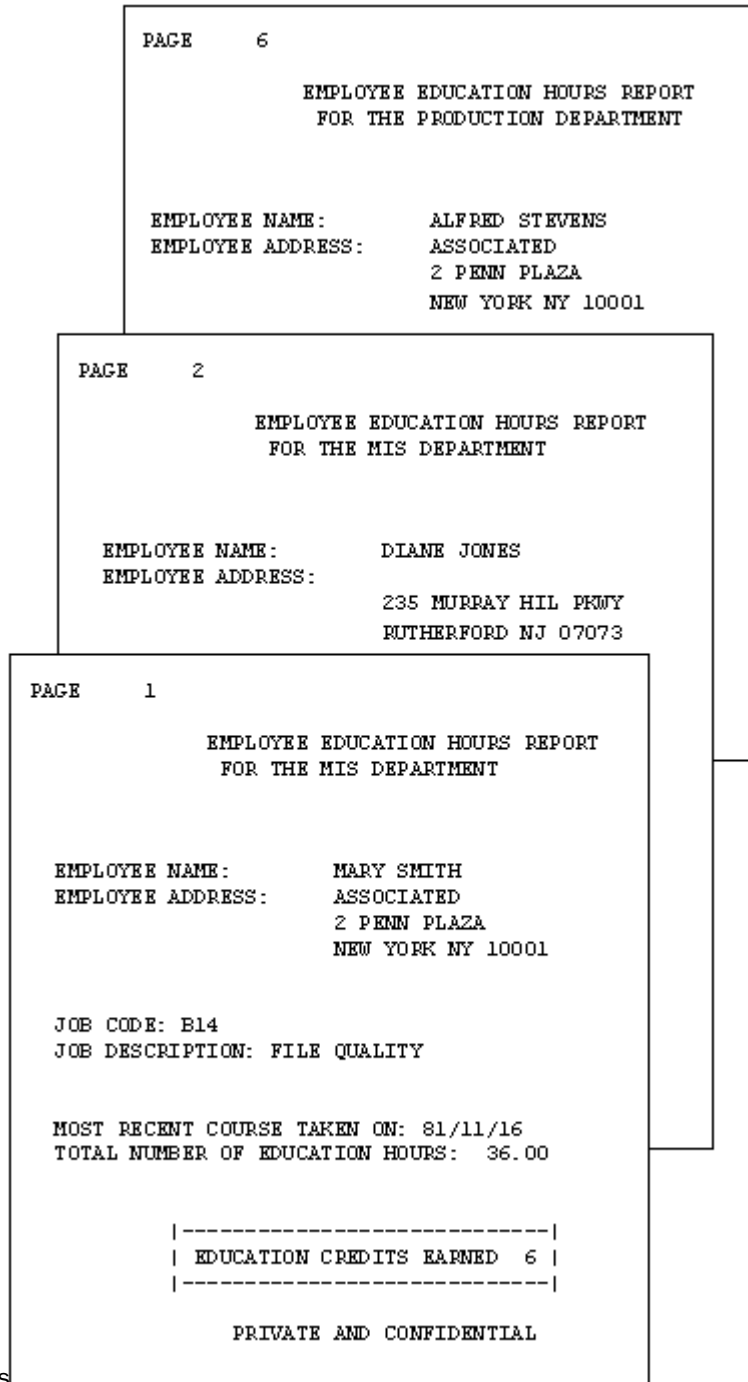 PAGE 6
EMPLOYEE EDUCATION HOURS REPORT
FOR THE PRODUCTION DEPARTMENT
EMPLOYEE NAME: ALFRED STEVENS
EMPLOYEE ADDRESS: ASSOCIATED
2 PENN PLAZA
NEW YORK NY 10001
PAGE 2
EMPLOYEE EDUCATION HOURS REPORT
FOR THE MIS DEPARTMENT
EMPLOYEE NAME: DIANE JONES
EMPLOYEE ADDRESS:
235 MURRAY HIL PKWY
RUTHERFORD NJ 07073
PAGE 1
EMPLOYEE EDUCATION HOURS REPORT
FOR THE MIS DEPARTMENT
EMPLOYEE NAME: MARY SMITH
EMPLOYEE ADDRESS: ASSOCIATED
2 PENN PLAZA
NEW YORK NY 10001
JOB CODE: B14
JOB DESCRIPTION: FILE QUALITY
MOST RECENT COURSE TAKEN ON: 81/11/16
TOTAL NUMBER OF EDUCATION HOURS: 36.00
|-----------------------------|
| EDUCATION CREDITS EARNED 6 |
|-----------------------------|
PRIVATE AND CONFIDENTIAL
s